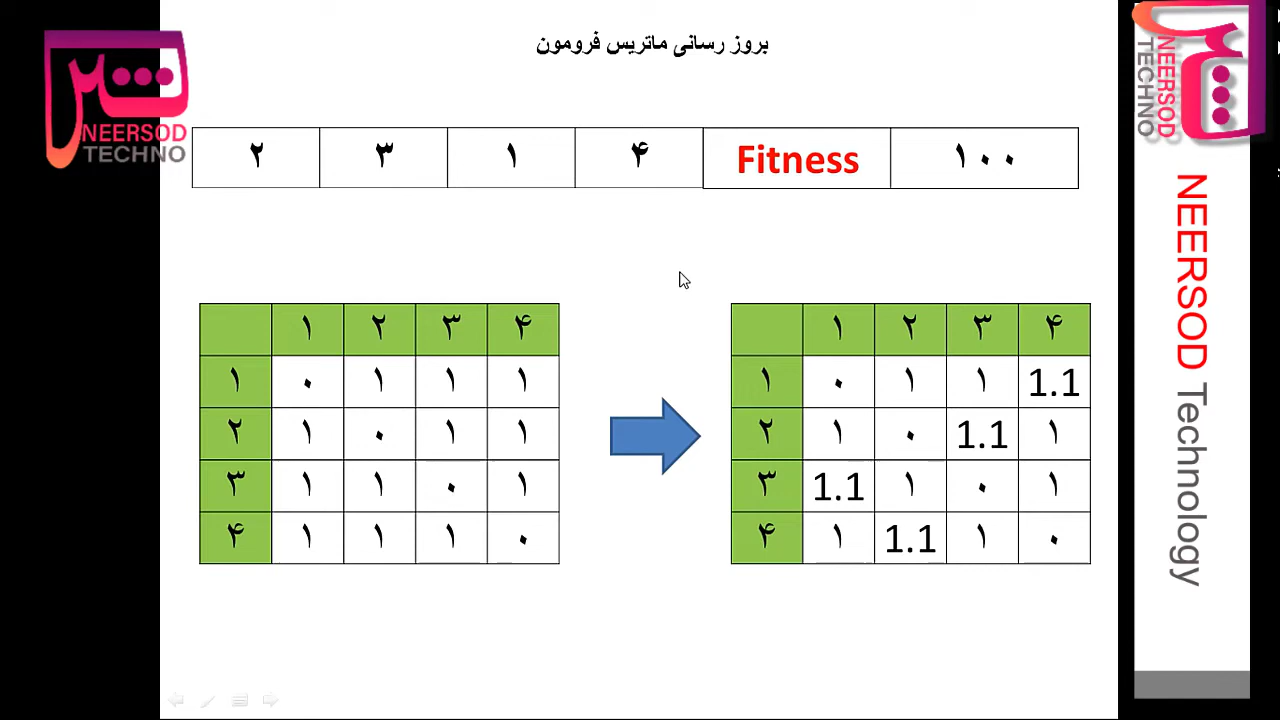 بروز رسانی ماتریس فرومون
NEERSOD
TECHNO
NEERSOD
TECHNO
NEERSOD Technology
۲ ۳ ۱ ۴ Fitness ۱۰۰
۱ ۲ ۳ ۴
۱ ۰ ۱ ۱ ۱
۲ ۱ ۰ ۱ ۱
۳ ۱ ۱ ۰ ۱
۴ ۱ ۱ ۱ ۰
۱ ۲ ۳ ۴
۱ ۰ ۱ ۱ 1.1
۲ ۱ ۰ 1.1 ۱
۳ 1.1 ۱ ۰ ۱
۴ ۱ 1.1 ۱ ۰